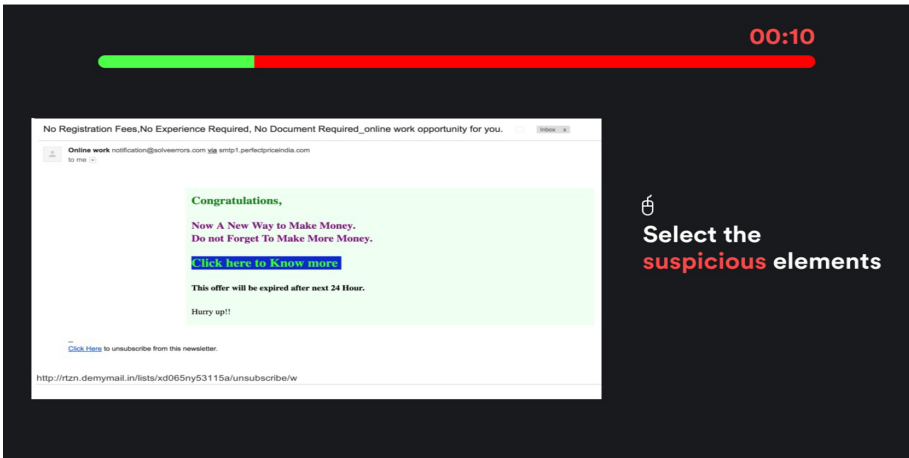 00:10
No Registration Fees,No Experience Required, No Document Required_online work opportunity for you.
Inbox x
Online work notification@solveerrors.com via smtp1.perfectpriceindia.com
to me
Congratulations,
Now A New Way to Make Money.
Do not Forget To Make More Money.
Click here to Know more
This offer will be expired after next 24 Hour.
Hurry up!!
--
Click Here to unsubscribe from this newsletter.
http://rtzn.demymail.in/lists/xd065ny53115a/unsubscribe/w
Select the
suspicious elements